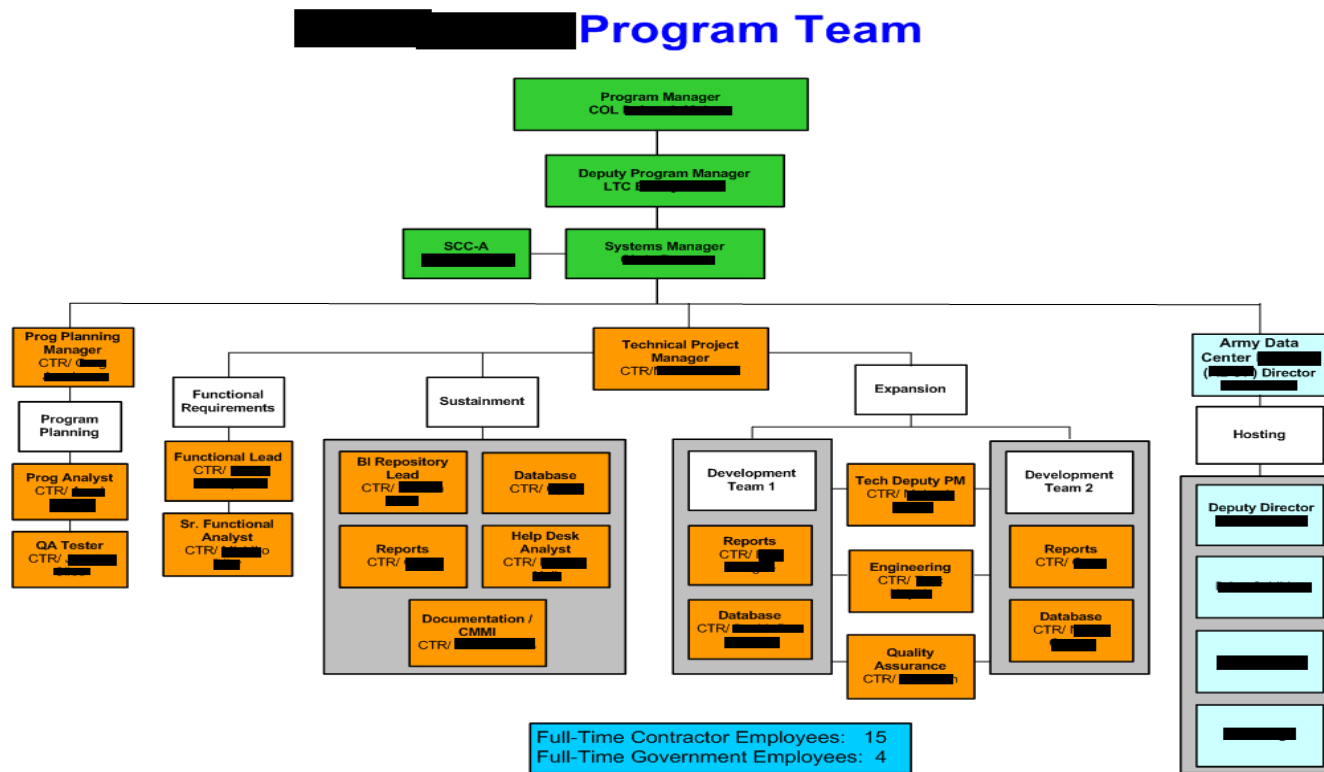 Program Team
Program Manager
COL
Deputy Program Manager
LTC
SCC-A
Systems Manager
Prog Planning
Manager
CTR/
Program
Planning
Prog Analyst
CTR/
QA Tester
CTR/
Functional
Requirements
Functional Lead
CTR/
Sr. Functional
Analyst
CTR/
Technical Project
Manager
CTR/
Sustainment
BI Repository
Lead
CTR/
Database
CTR/
Reports
CTR/
Help Desk
Analyst
CTR/
Documentation /
CMMI
CTR/
Expansion
Development
Team 1
Reports
CTR/
Database
CTR/
Tech Deputy PM
CTR/
Engineering
CTR/
Quality
Assurance
CTR/
Development
Team 2
Reports
CTR/
Database
CTR/
Army Data
Center
Director
Hosting
Deputy Director
Full-Time Contractor Employees: 15
Full-Time Government Employees: 4